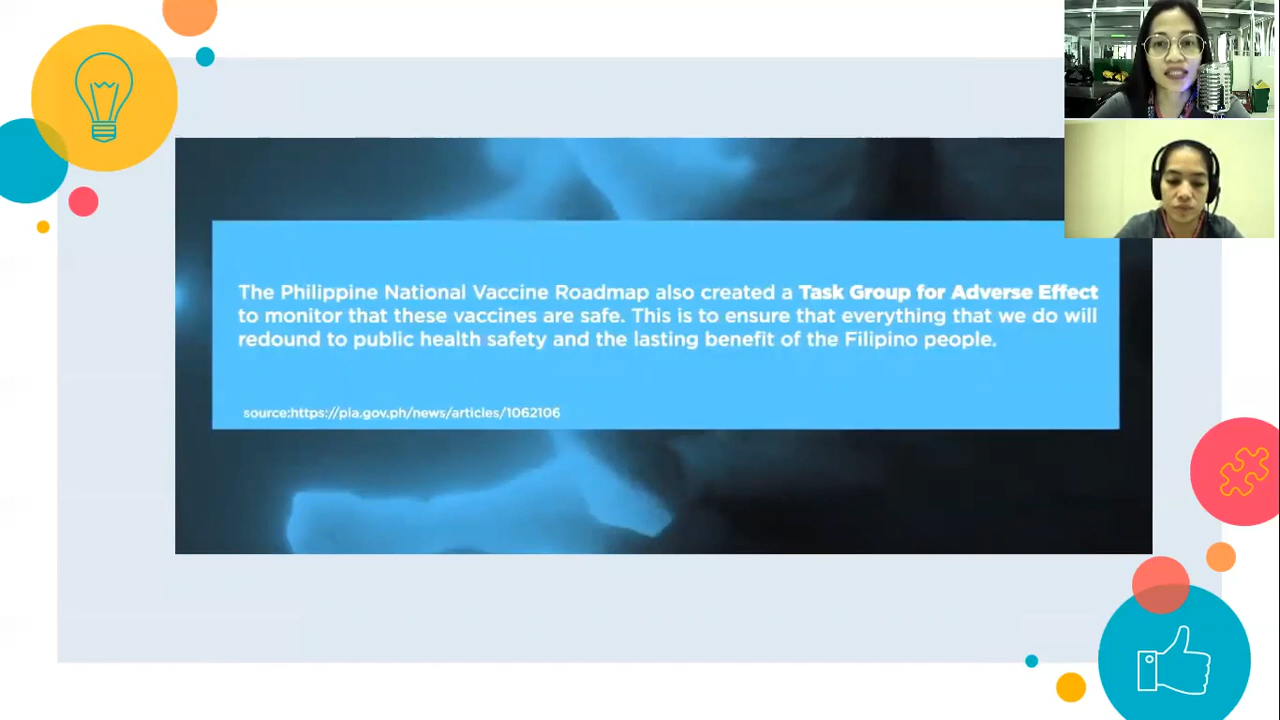 The Philippine National Vaccine Roadmap also created a Task Group for Adverse Effect
to monitor that these vaccines are safe. This is to ensure that everything that we do will
redound to public health safety and the lasting benefit of the Filipino people.
source:https://pia.gov.ph/news/articles/1062106